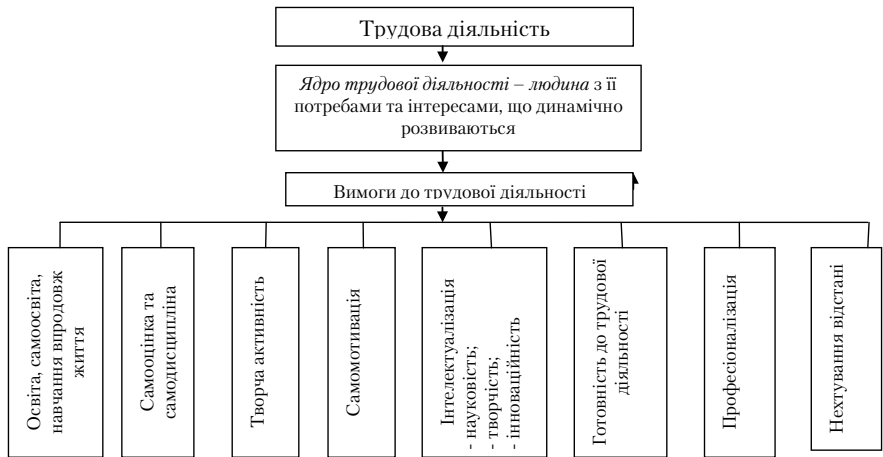 Трудова діяльність
Ядро трудової діяльності – людина з її
потребами та інтересами, що динамічно
розвиваються
Вимоги до трудової діяльності
Освіта, самоосвіта,
навчання впродовж
життя
Самооцінка та
самодисципліна
Творча активність
Самомотивація
Інтелектуалізація
- науковість;
- творчість;
- інноваційність
Готовність до трудової
діяльності
Професіоналізація
Нехтування відстані